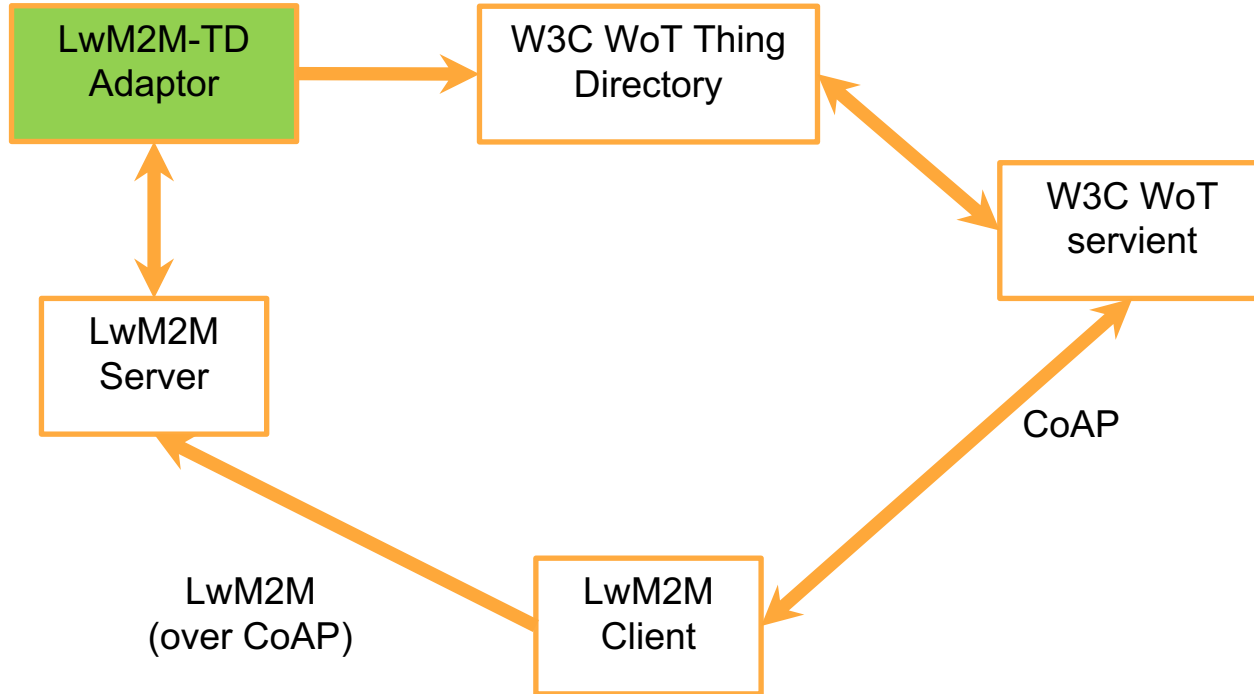 LwM2M-TD
Adaptor
W3C WoT Thing
Directory
W3C WoT
servient
LwM2M
Server
CoAP
LwM2M
(over CoAP)
LwM2M
Client